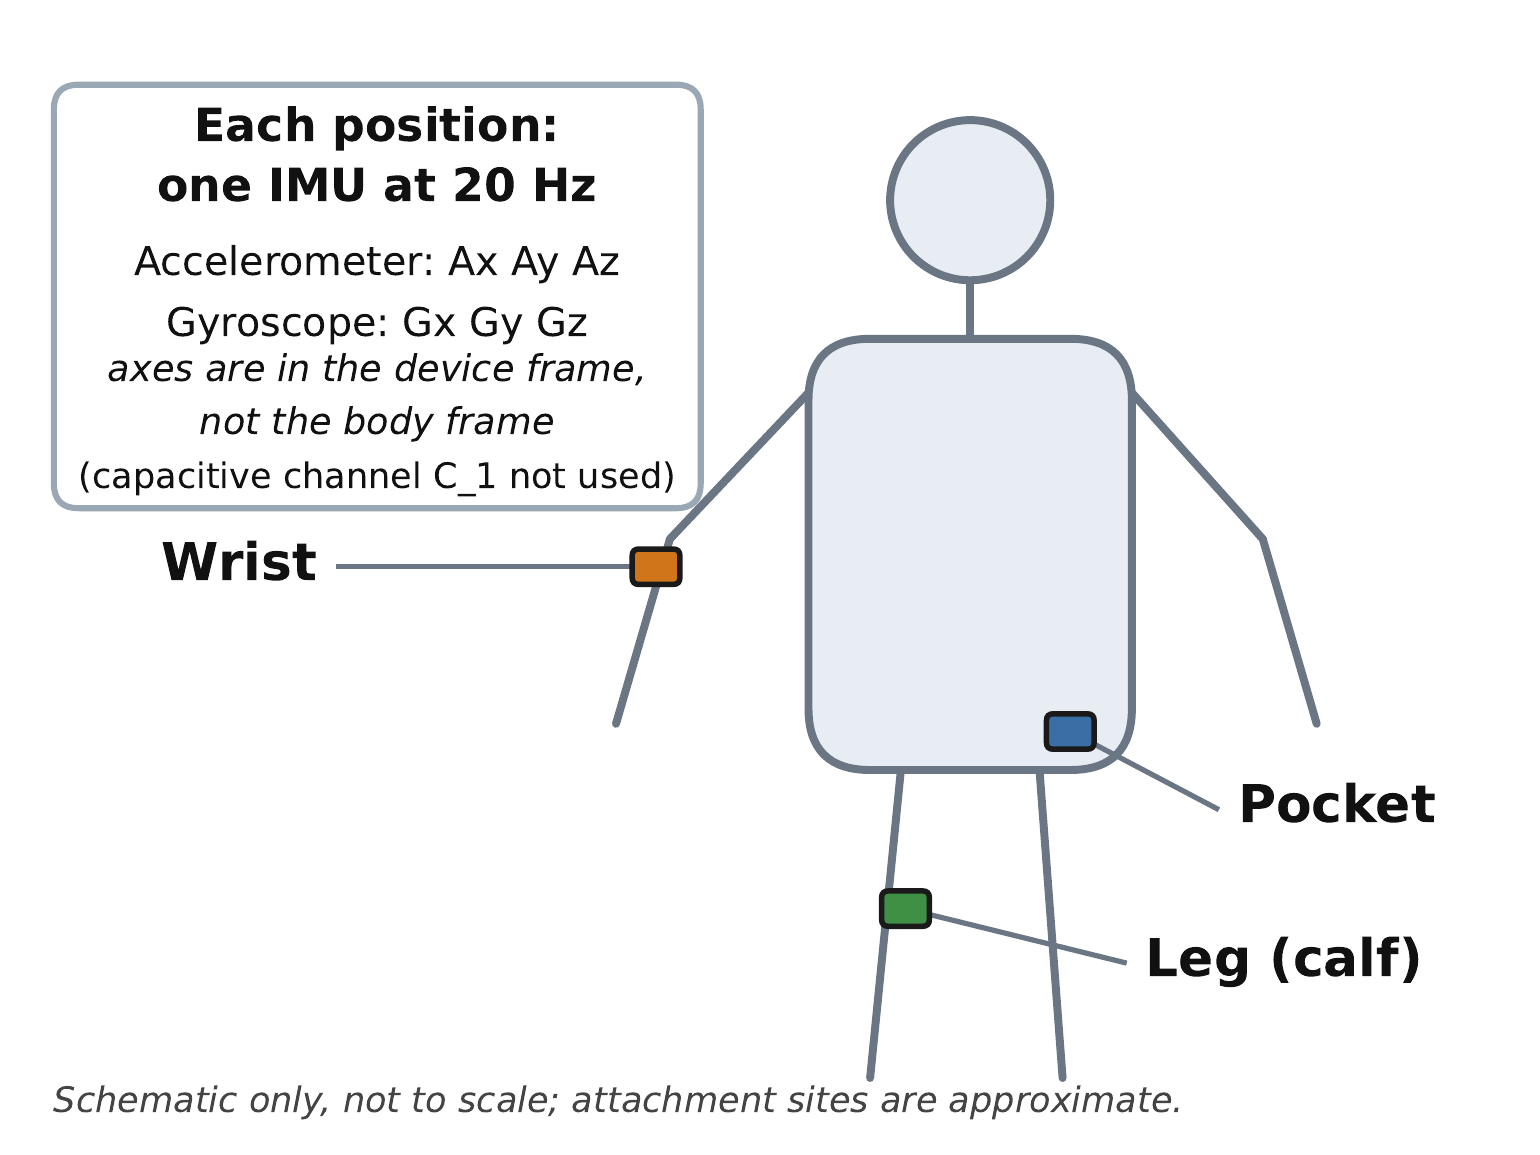 Each position:
one IMU at 20 Hz
Accelerometer: Ax Ay Az
Gyroscope: Gx Gy Gz
axes are in the device frame,
not the body frame
(capacitive channel C_1 not used)
Wrist
Pocket
Leg (calf)
Schematic only, not to scale; attachment sites are approximate.